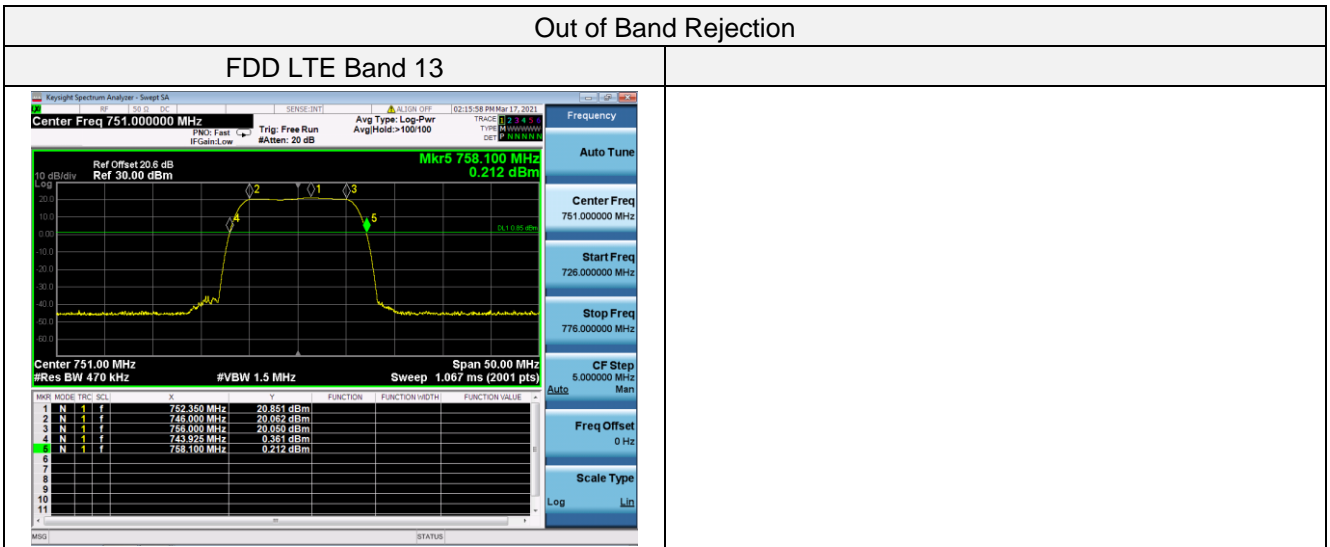 Out of Band Rejection
FDD LTE Band 13
Keysight Spectrum Analyzer - Swept SA
RF 50 Ω DC SENSE:INT ALIGN OFF 02:15:58 PM Mar 17, 2021
Center Freq 751.000000 MHz
PNO: Fast
IFGain:Low
Trig: Free Run
#Atten: 20 dB
Avg Type: Log-Pwr
Avg|Hold:>100/100
TRACE 1 2 3 4 5 6
TYPE M WWWWW
DET P N N N N N
Frequency
Ref Offset 20.6 dB
10 dB/div Ref 30.00 dBm
Log
Mkr5 758.100 MHz
0.212 dBm
20.0
10.0
0.00
-10.0
-20.0
-30.0
-40.0
-50.0
-60.0
2
1
3
4
5
DL1 0.85 dBm
Center 751.00 MHz Span 50.00 MHz
#Res BW 470 kHz #VBW 1.5 MHz Sweep 1.067 ms (2001 pts)
MKR MODE TRC SCL X Y FUNCTION FUNCTION WIDTH FUNCTION VALUE
1 N 1 f 752.350 MHz 20.851 dBm
2 N 1 f 746.000 MHz 20.062 dBm
3 N 1 f 756.000 MHz 20.050 dBm
4 N 1 f 743.925 MHz 0.361 dBm
5 N 1 f 758.100 MHz 0.212 dBm
6
7
8
9
10
11
Auto Tune
Center Freq
751.000000 MHz
Start Freq
726.000000 MHz
Stop Freq
776.000000 MHz
CF Step
5.000000 MHz
Auto Man
Freq Offset
0 Hz
Scale Type
Log Lin
MSG STATUS